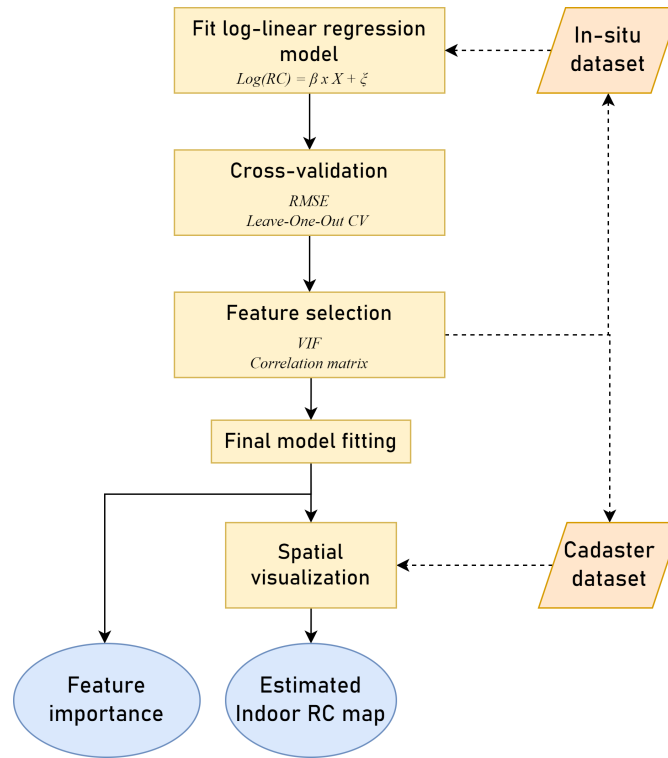 Fit log-linear regression
model
Log(RC) = β x X + ξ
In-situ
dataset
Cross-validation
RMSE
Leave-One-Out CV
Feature selection
VIF
Correlation matrix
Final model fitting
Spatial
visualization
Cadaster
dataset
Feature
importance
Estimated
Indoor RC map